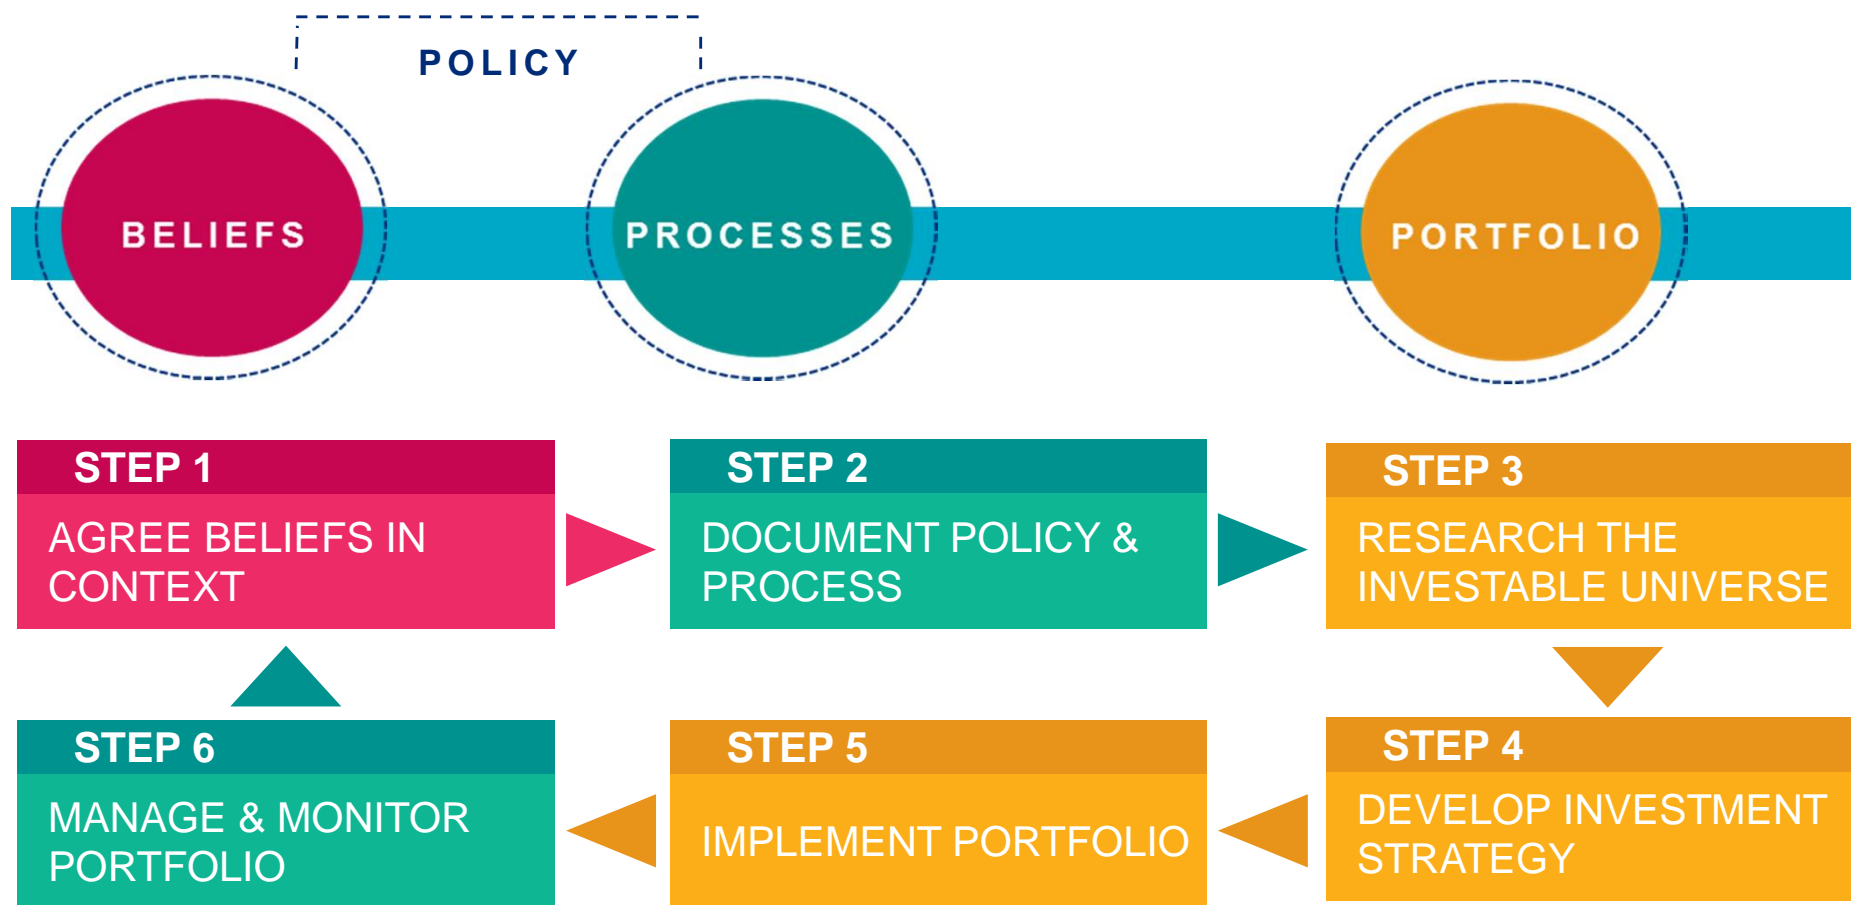 POLICY
BELIEFS
PROCESSES
PORTFOLIO
STEP 1
AGREE BELIEFS IN
CONTEXT
STEP 2
DOCUMENT POLICY &
PROCESS
STEP 3
RESEARCH THE
INVESTABLE UNIVERSE
STEP 6
MANAGE & MONITOR
PORTFOLIO
STEP 5
IMPLEMENT PORTFOLIO
STEP 4
DEVELOP INVESTMENT
STRATEGY